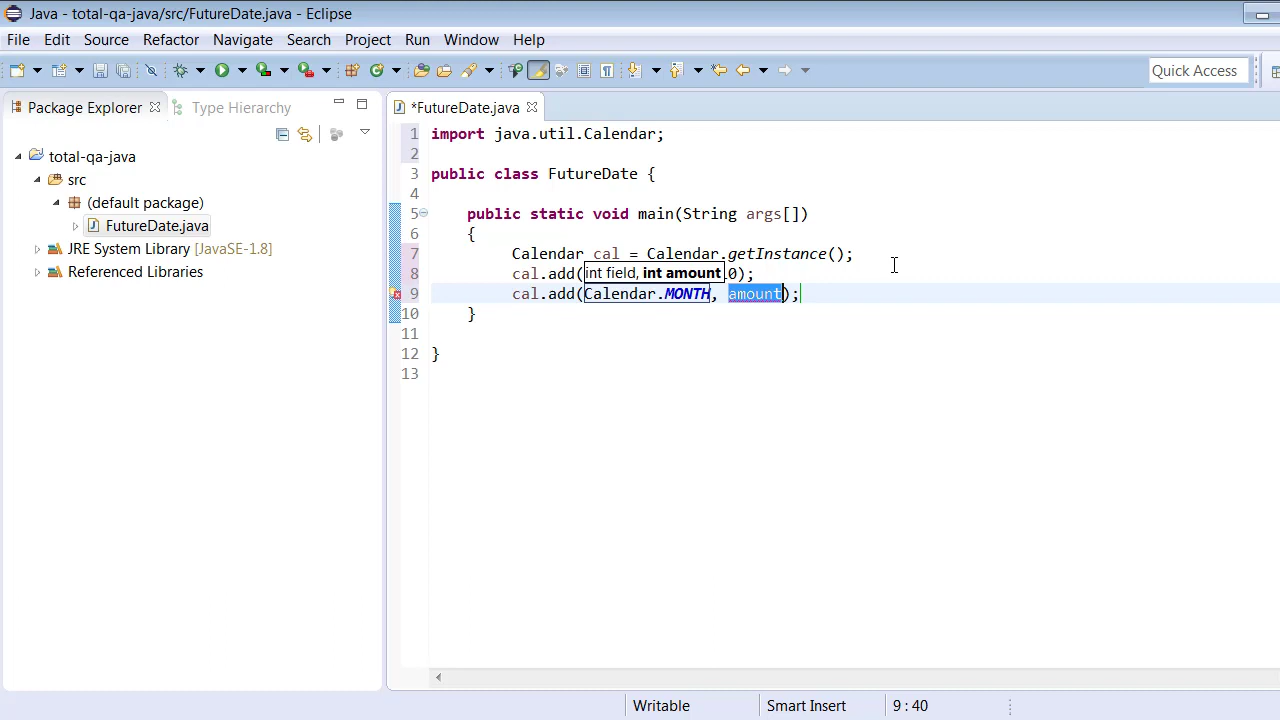 Java - total-qa-java/src/FutureDate.java - Eclipse
File Edit Source Refactor Navigate Search Project Run Window Help
Quick Access
Package Explorer Type Hierarchy
*FutureDate.java
total-qa-java
src
(default package)
FutureDate.java
JRE System Library [JavaSE-1.8]
Referenced Libraries
1 import java.util.Calendar;
2
3 public class FutureDate {
4
5 public static void main(String args[])
6 {
7 Calendar cal = Calendar.getInstance();
8 cal.add( int field, int amount .0);
9 cal.add(Calendar.MONTH, amount);
10 }
11
12 }
13
Writable Smart Insert 9 : 40